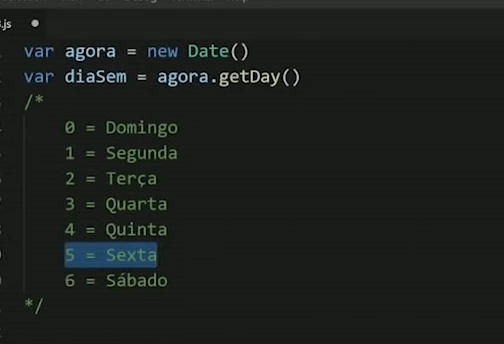 .js
var agora = new Date()
var diaSem = agora.getDay()
/*
0 = Domingo
1 = Segunda
2 = Terça
3 = Quarta
4 = Quinta
5 = Sexta
6 = Sábado
*/